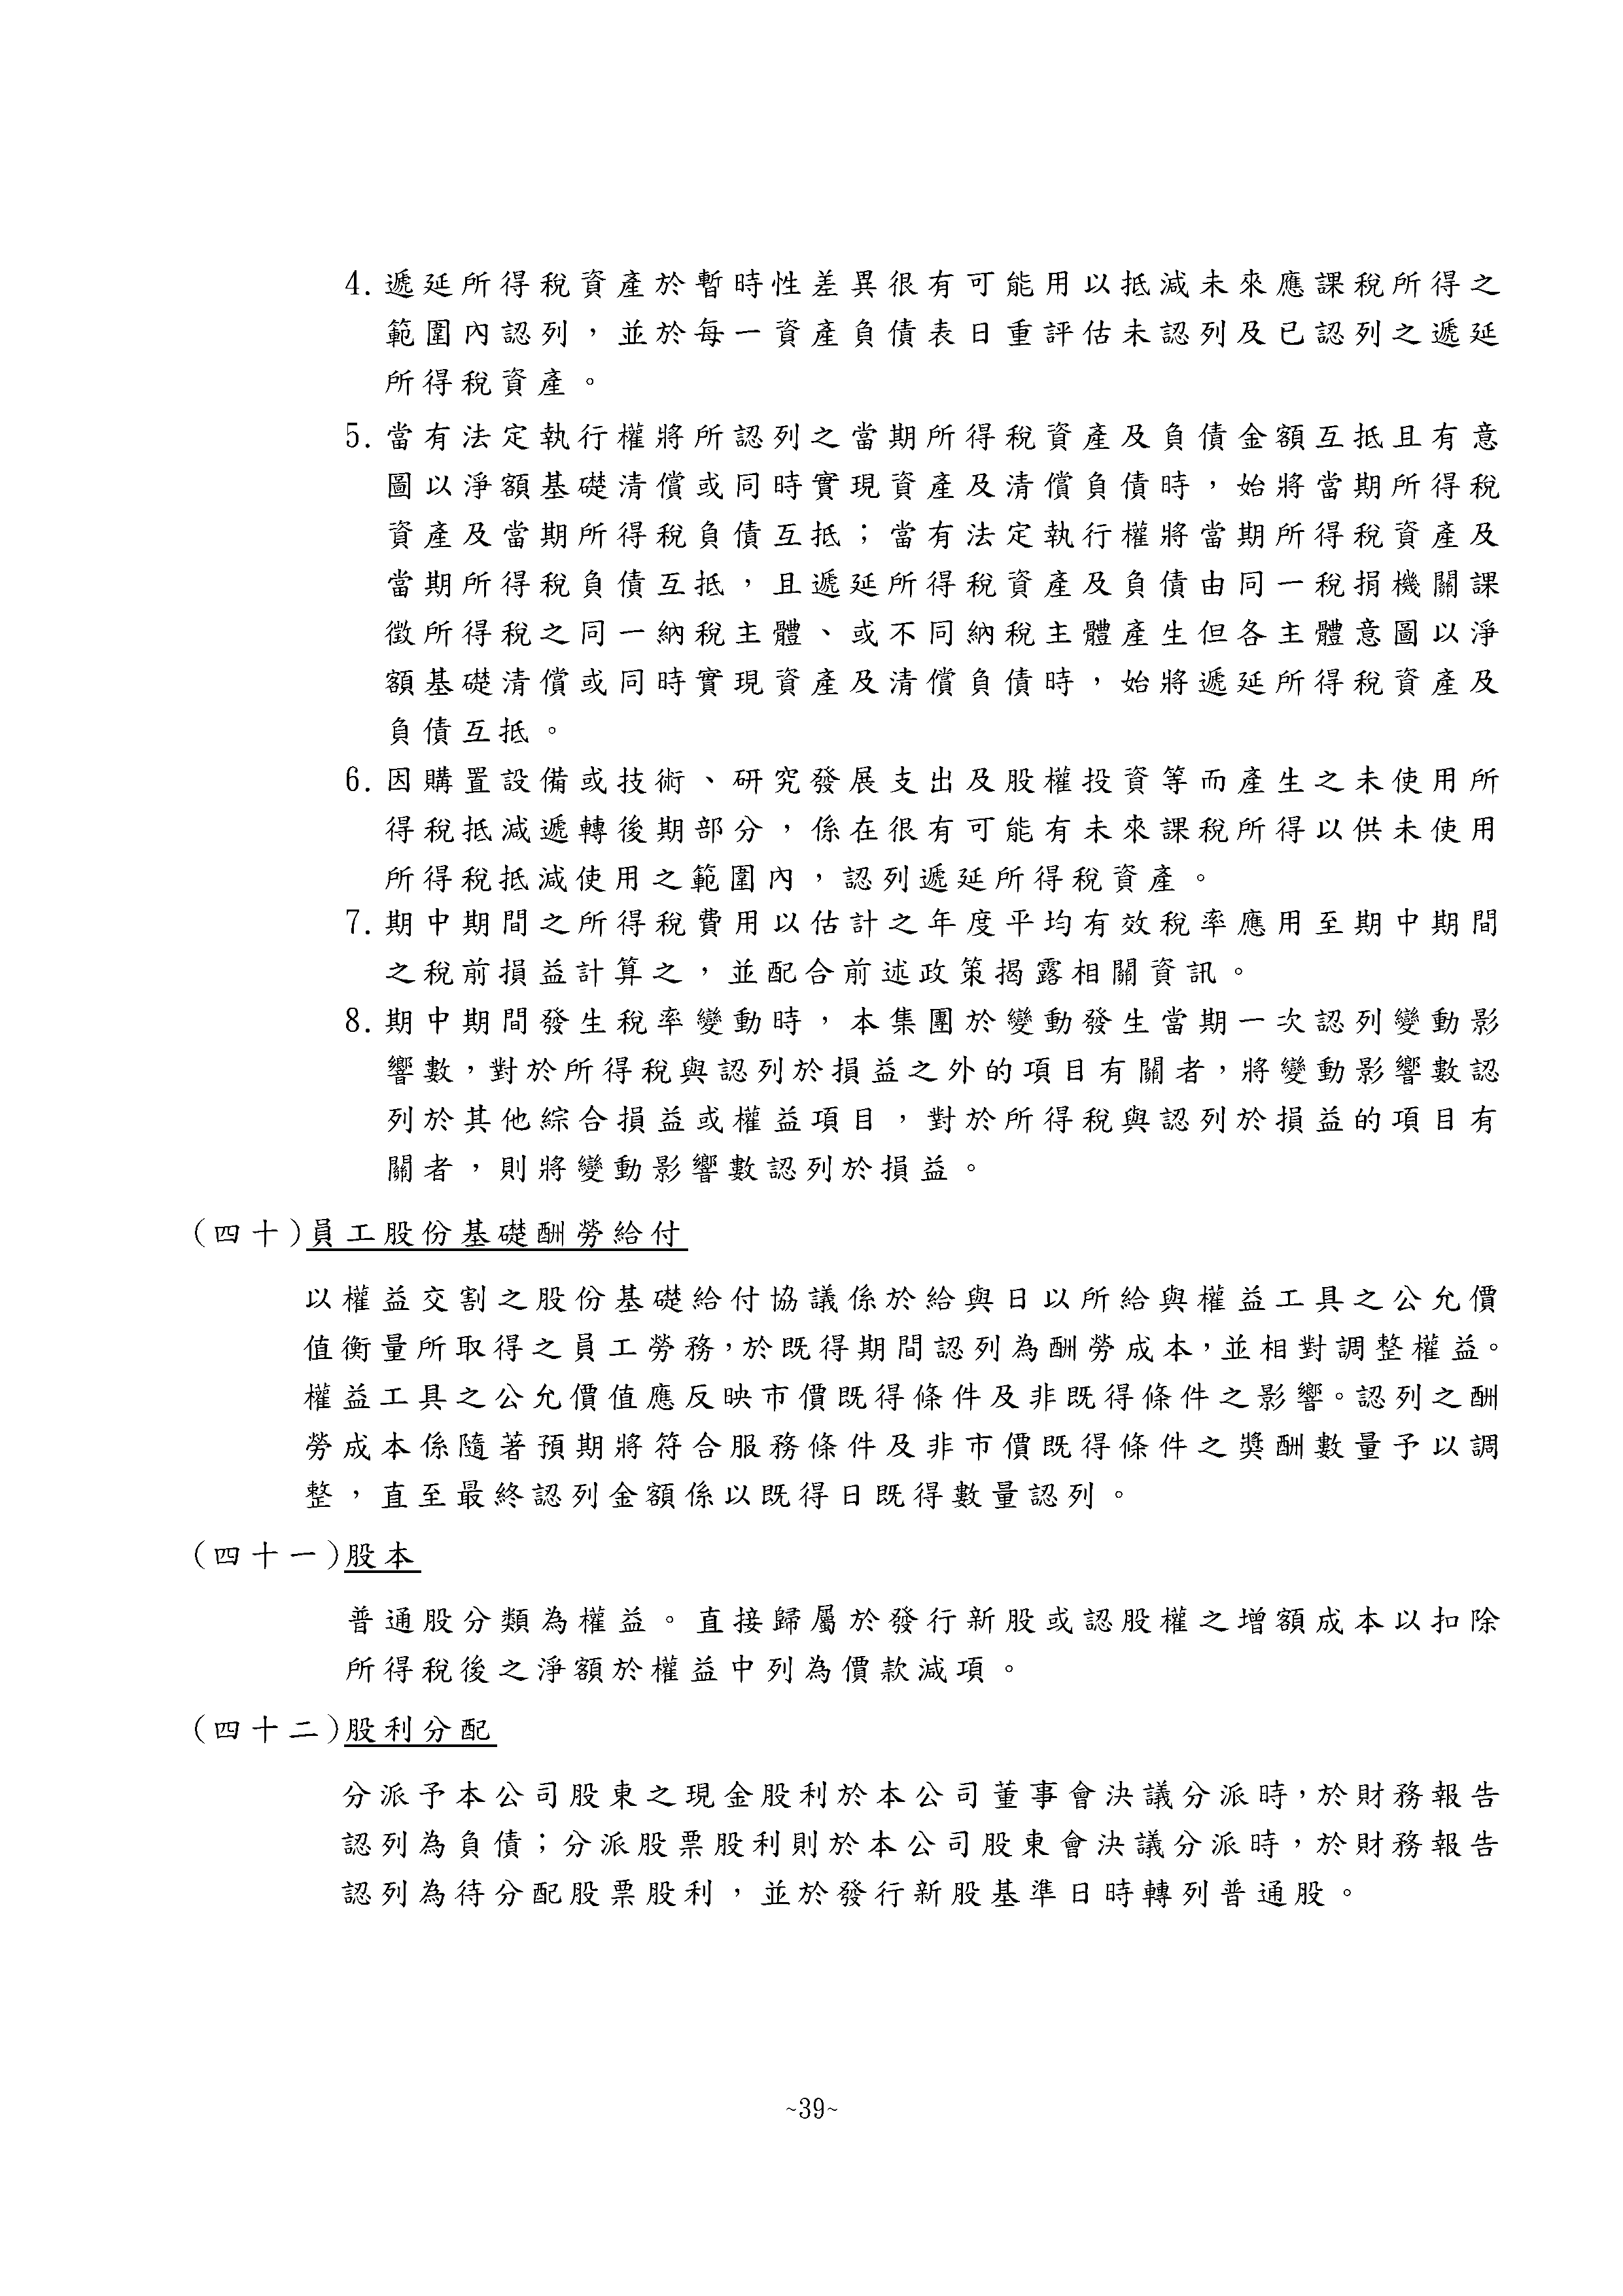 4. 遞延所得稅資產於暫時性差異很有可能用以抵減未來應課稅所得之
範圍內認列，並於每一資產負債表日重評估未認列及已認列之遞延
所得稅資產。
5. 當有法定執行權將所認列之當期所得稅資產及負債金額互抵且有意
圖以淨額基礎清償或同時實現資產及清償負債時，始將當期所得稅
資產及當期所得稅負債互抵；當有法定執行權將當期所得稅資產及
當期所得稅負債互抵，且遞延所得稅資產及負債由同一稅捐機關課
徵所得稅之同一納稅主體、或不同納稅主體產生但各主體意圖以淨
額基礎清償或同時實現資產及清償負債時，始將遞延所得稅資產及
負債互抵。
6. 因購置設備或技術、研究發展支出及股權投資等而產生之未使用所
得稅抵減遞轉後期部分，係在很有可能有未來課稅所得以供未使用
所得稅抵減使用之範圍內，認列遞延所得稅資產。
7. 期中期間之所得稅費用以估計之年度平均有效稅率應用至期中期間
之稅前損益計算之，並配合前述政策揭露相關資訊。
8. 期中期間發生稅率變動時，本集團於變動發生當期一次認列變動影
響數，對於所得稅與認列於損益之外的項目有關者，將變動影響數認
列於其他綜合損益或權益項目，對於所得稅與認列於損益的項目有
關者，則將變動影響數認列於損益。
(四十)員工股份基礎酬勞給付
以權益交割之股份基礎給付協議係於給與日以所給與權益工具之公允價
值衡量所取得之員工勞務，於既得期間認列為酬勞成本，並相對調整權益。
權益工具之公允價值應反映市價既得條件及非既得條件之影響。認列之酬
勞成本係隨著預期將符合服務條件及非市價既得條件之獎酬數量予以調
整，直至最終認列金額係以既得日既得數量認列。
(四十一)股本
普通股分類為權益。直接歸屬於發行新股或認股權之增額成本以扣除
所得稅後之淨額於權益中列為價款減項。
(四十二)股利分配
分派予本公司股東之現金股利於本公司董事會決議分派時，於財務報告
認列為負債；分派股票股利則於本公司股東會決議分派時，於財務報告
認列為待分配股票股利，並於發行新股基準日時轉列普通股。
~39~